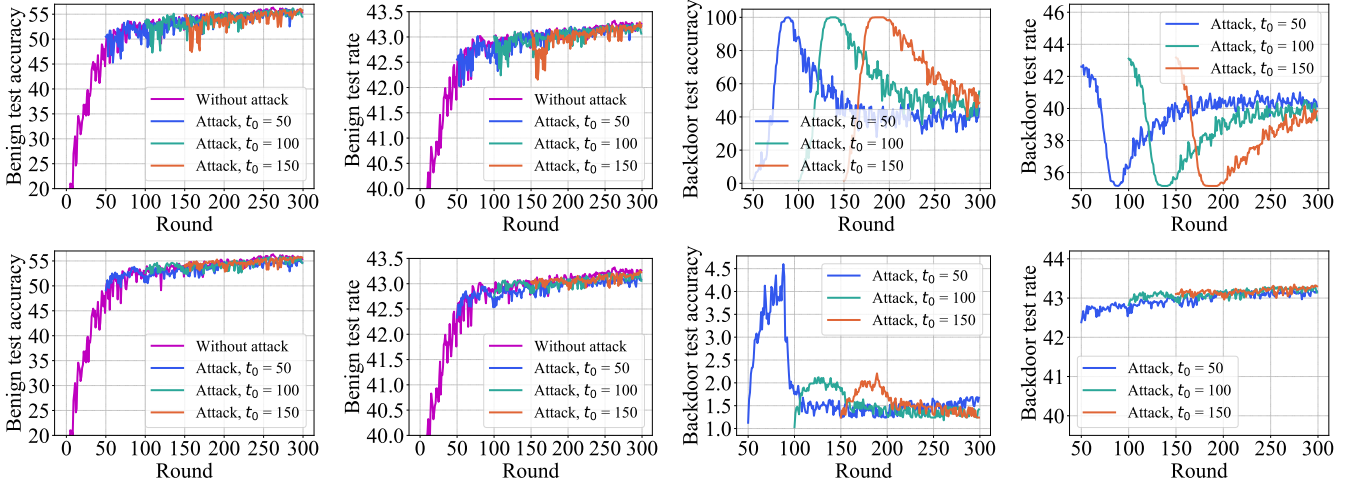 Benign test accuracy
55
50
45
40
35
30
25
20
Without attack
Attack, t₀ = 50
Attack, t₀ = 100
Attack, t₀ = 150
0 50 100 150 200 250 300
Round
Benign test rate
43.5
43.0
42.5
42.0
41.5
41.0
40.5
40.0
Without attack
Attack, t₀ = 50
Attack, t₀ = 100
Attack, t₀ = 150
0 50 100 150 200 250 300
Round
Backdoor test accuracy
100
80
60
40
20
0
Attack, t₀ = 50
Attack, t₀ = 100
Attack, t₀ = 150
50 100 150 200 250 300
Round
Backdoor test rate
46
44
42
40
38
36
Attack, t₀ = 50
Attack, t₀ = 100
Attack, t₀ = 150
50 100 150 200 250 300
Round
Benign test accuracy
55
50
45
40
35
30
25
20
Without attack
Attack, t₀ = 50
Attack, t₀ = 100
Attack, t₀ = 150
0 50 100 150 200 250 300
Round
Benign test rate
43.5
43.0
42.5
42.0
41.5
41.0
40.5
40.0
Without attack
Attack, t₀ = 50
Attack, t₀ = 100
Attack, t₀ = 150
0 50 100 150 200 250 300
Round
Backdoor test accuracy
4.5
4.0
3.5
3.0
2.5
2.0
1.5
1.0
Attack, t₀ = 50
Attack, t₀ = 100
Attack, t₀ = 150
50 100 150 200 250 300
Round
Backdoor test rate
44
43
42
41
40
Attack, t₀ = 50
Attack, t₀ = 100
Attack, t₀ = 150
50 100 150 200 250 300
Round